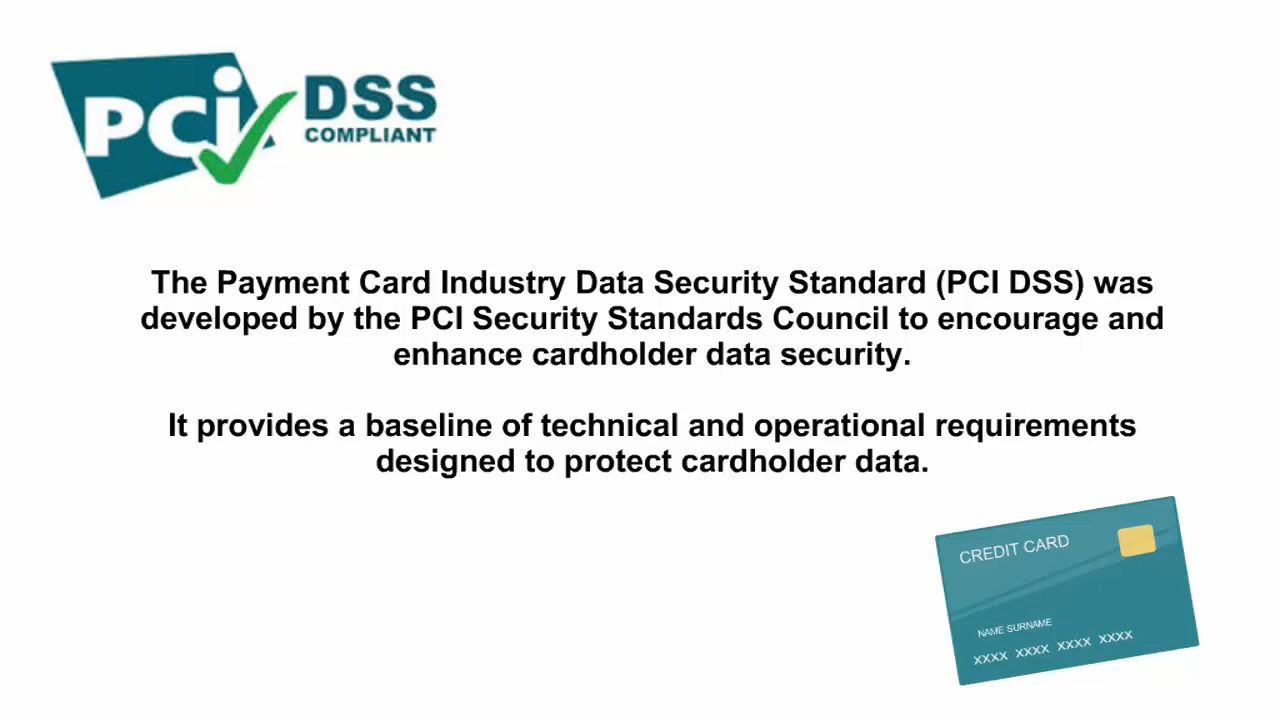 PCi DSS
COMPLIANT
The Payment Card Industry Data Security Standard (PCI DSS) was
developed by the PCI Security Standards Council to encourage and
enhance cardholder data security.
It provides a baseline of technical and operational requirements
designed to protect cardholder data.
CREDIT CARD
NAME SURNAME
XXXX XXXX XXXX XXXX